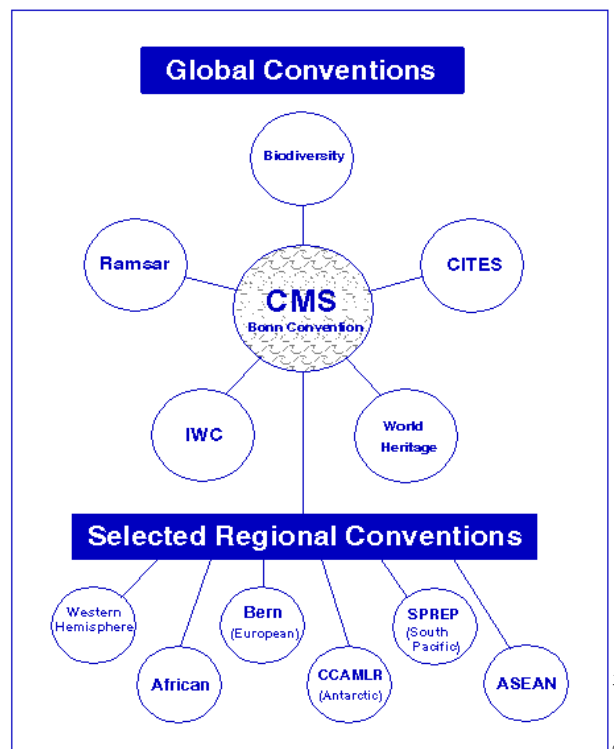 Global Conventions
Biodiversity
Ramsar
CITES
CMS
Bonn Convention
IWC
World
Heritage
Selected Regional Conventions
Western
Hemisphere
African
Bern
(European)
CCAMLR
(Antarctic)
SPREP
(South
Pacific)
ASEAN